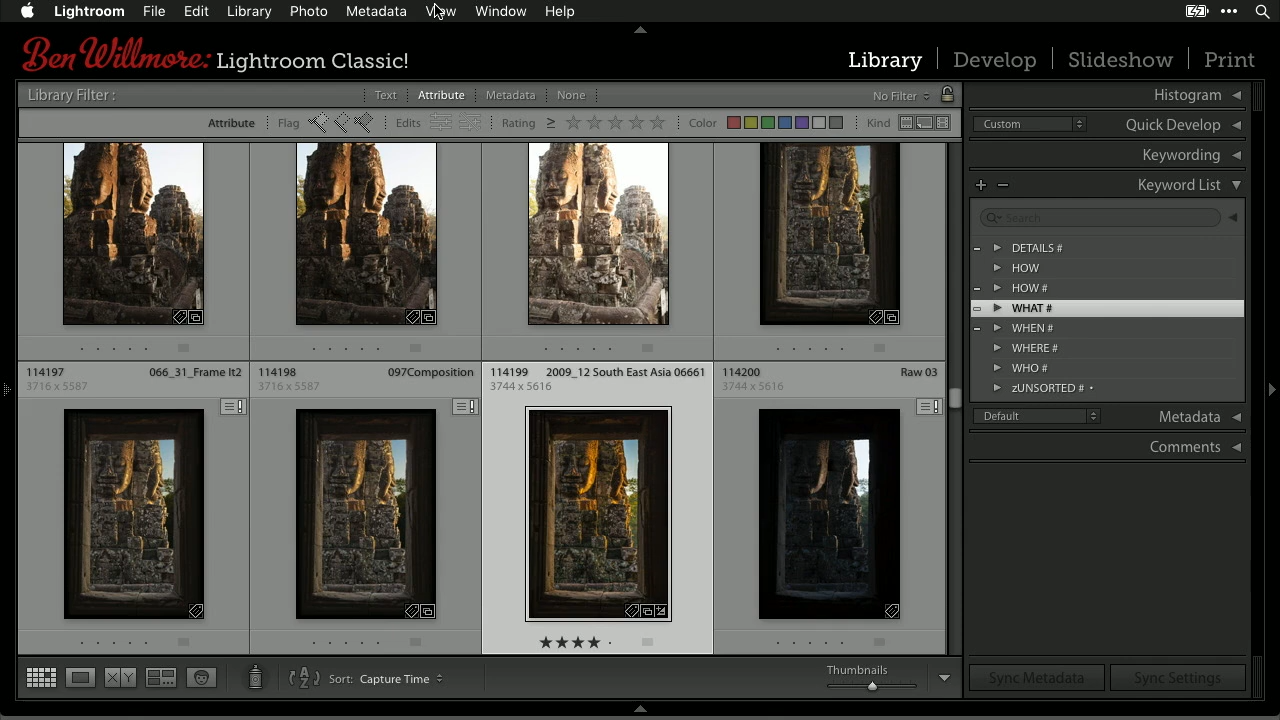 Lightroom File Edit Library Photo Metadata View Window Help
Ben Willmore: Lightroom Classic!
Library Develop Slideshow Print
Library Filter : Text Attribute Metadata None No Filter
Attribute Flag Edits Rating ≥ Color Kind
Histogram
Custom Quick Develop
Keywording
Keyword List
Search
DETAILS #
HOW
HOW #
WHAT #
WHEN #
WHERE #
WHO #
zUNSORTED #
Default Metadata
Comments
114197 066_31_Frame It2
3716 x 5587
114198 097Composition
3716 x 5587
114199 2009_12 South East Asia 06661
3744 x 5616
114200 Raw 03
3744 x 5616
Sort: Capture Time
Thumbnails
Sync Metadata Sync Settings